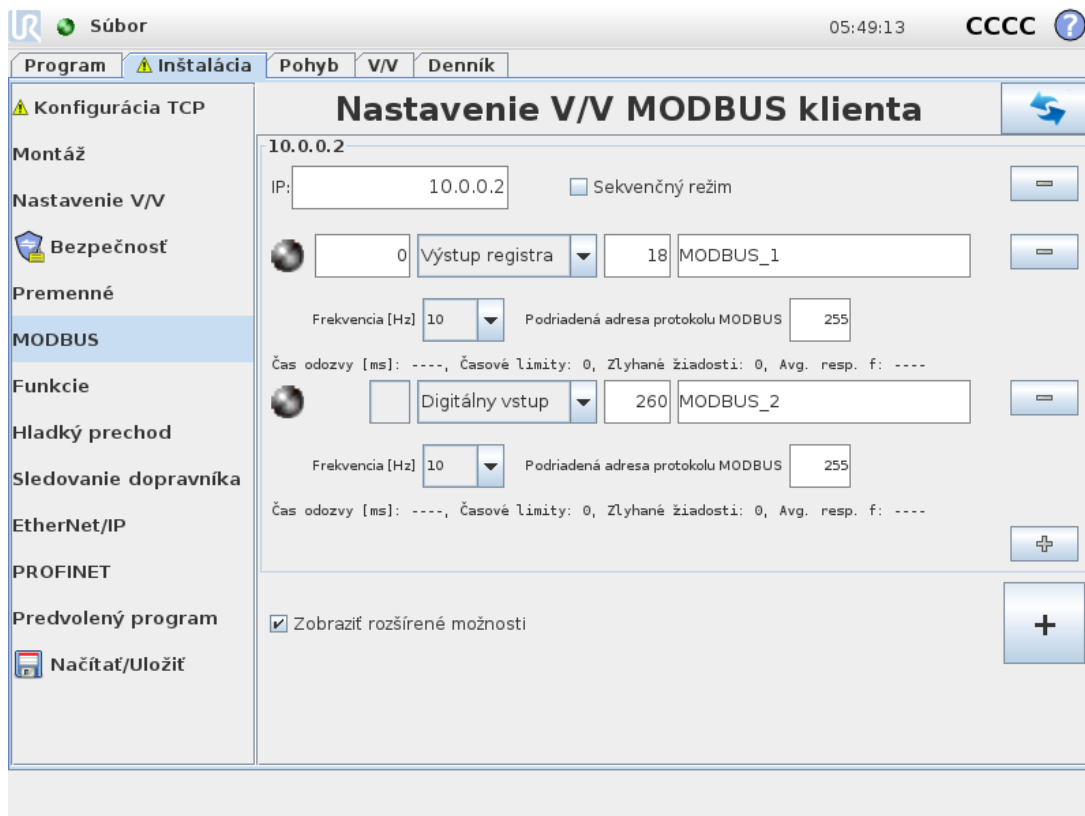 UR Súbor 05:49:13 CCCC ?
Program Inštalácia Pohyb V/V Denník
Konfigurácia TCP
Montáž
Nastavenie V/V
Bezpečnosť
Premenné
MODBUS
Funkcie
Hladký prechod
Sledovanie dopravníka
EtherNet/IP
PROFINET
Predvolený program
Načítať/Uložiť
Nastavenie V/V MODBUS klienta
10.0.0.2
IP: 10.0.0.2 Sekvenčný režim
0 Výstup registra 18 MODBUS_1
Frekvencia [Hz] 10 Podriadená adresa protokolu MODBUS 255
Čas odozvy [ms]: ----, Časové limity: 0, Zlyhané žiadosti: 0, Avg. resp. f: ----
Digitálny vstup 260 MODBUS_2
Frekvencia [Hz] 10 Podriadená adresa protokolu MODBUS 255
Čas odozvy [ms]: ----, Časové limity: 0, Zlyhané žiadosti: 0, Avg. resp. f: ----
Zobraziť rozšírené možnosti